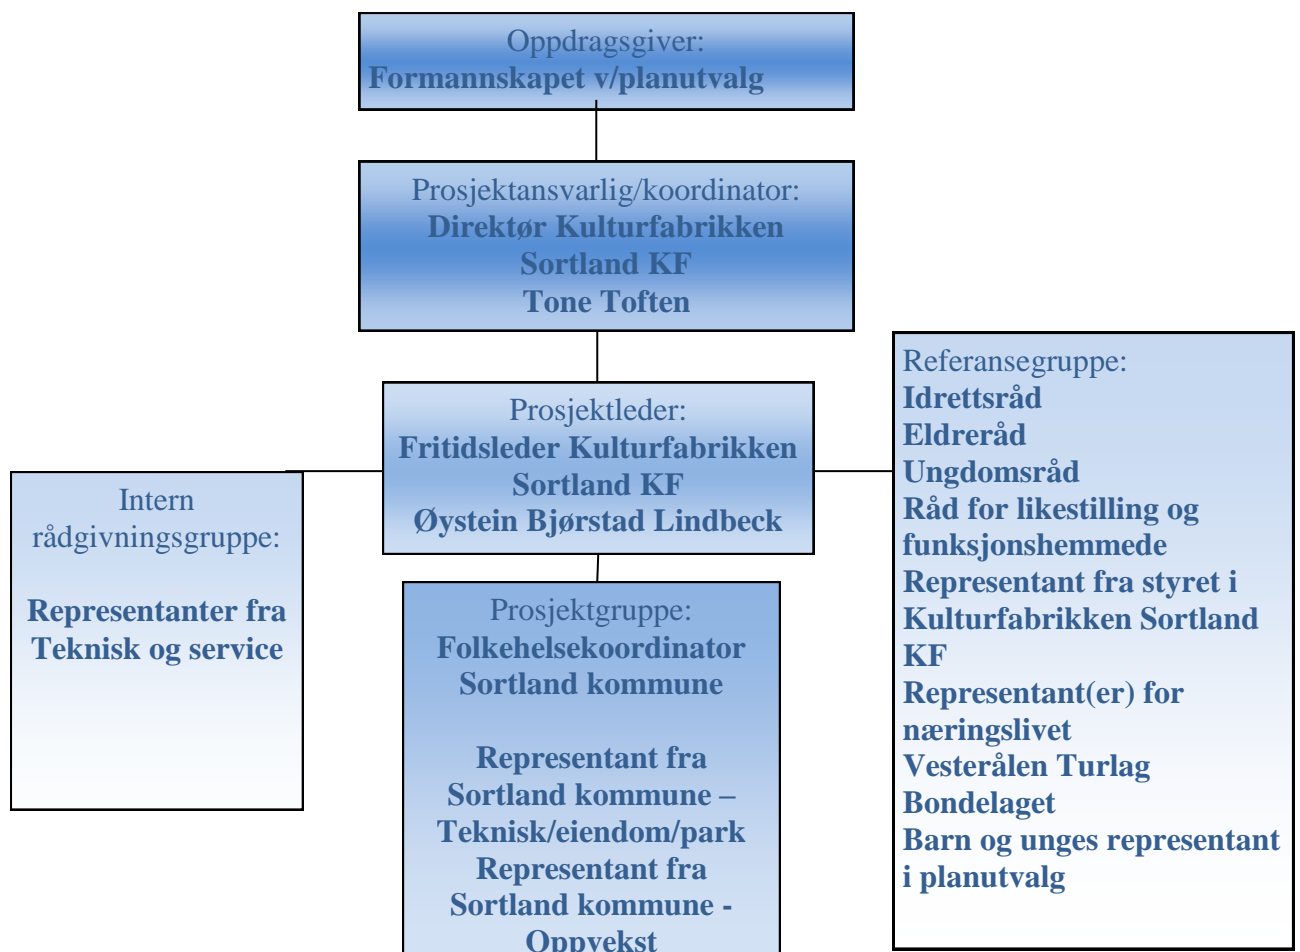 Oppdragsgiver:
Formannskapet v/planutvalg
Prosjektansvarlig/koordinator:
Direktør Kulturfabrikken
Sortland KF
Tone Toften
Prosjektleder:
Fritidsleder Kulturfabrikken
Sortland KF
Øystein Bjørstad Lindbeck
Intern
rådgivningsgruppe:
Representanter fra
Teknisk og service
Prosjektgruppe:
Folkehelsekoordinator
Sortland kommune
Representant fra
Sortland kommune –
Teknisk/eiendom/park
Representant fra
Sortland kommune -
Oppvekst
Referansegruppe:
Idrettsråd
Eldreråd
Ungdomsråd
Råd for likestilling og
funksjonshemmede
Representant fra styret i
Kulturfabrikken Sortland
KF
Representant(er) for
næringslivet
Vesterålen Turlag
Bondelaget
Barn og unges representant
i planutvalg